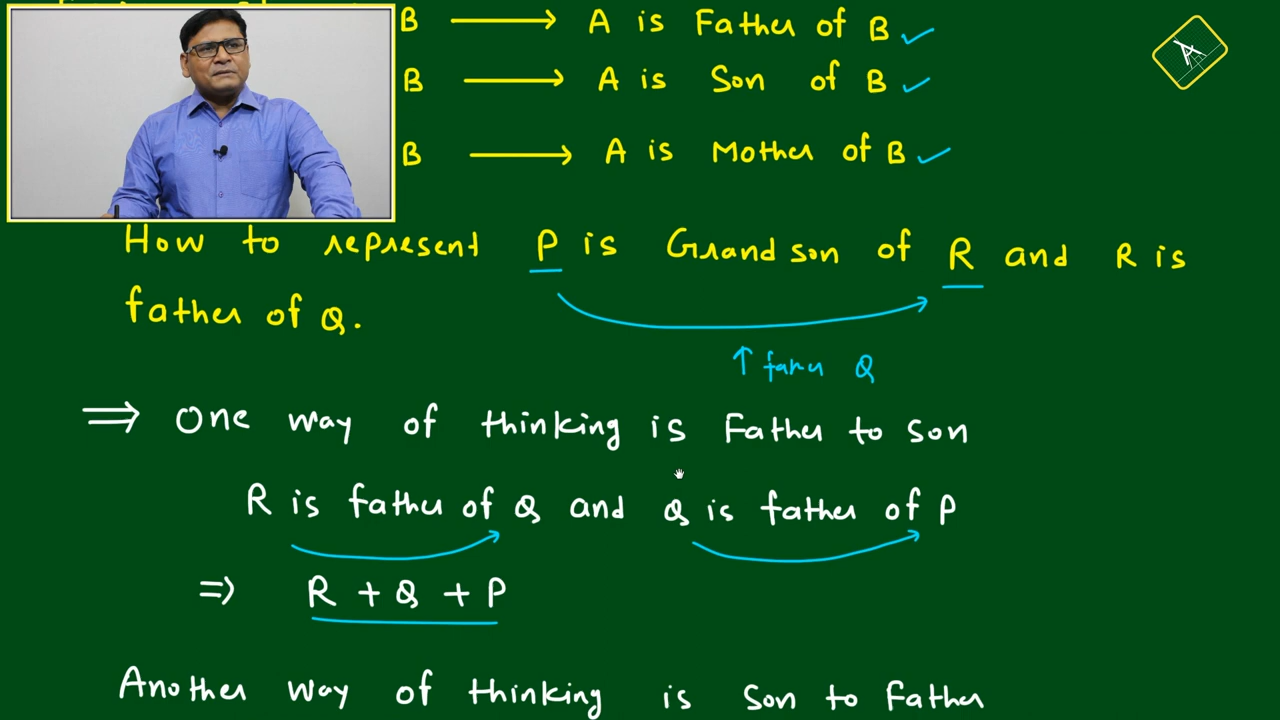 B ⟶ A is Father of B ✓
B ⟶ A is Son of B ✓
B ⟶ A is Mother of B ✓
How to represent P is Grandson of R and R is
father of Q.
↑ Q
⇒ One way of thinking is Father to son
R is father of Q and Q is father of P
⇒ R + Q + P
Another way of thinking is son to Father